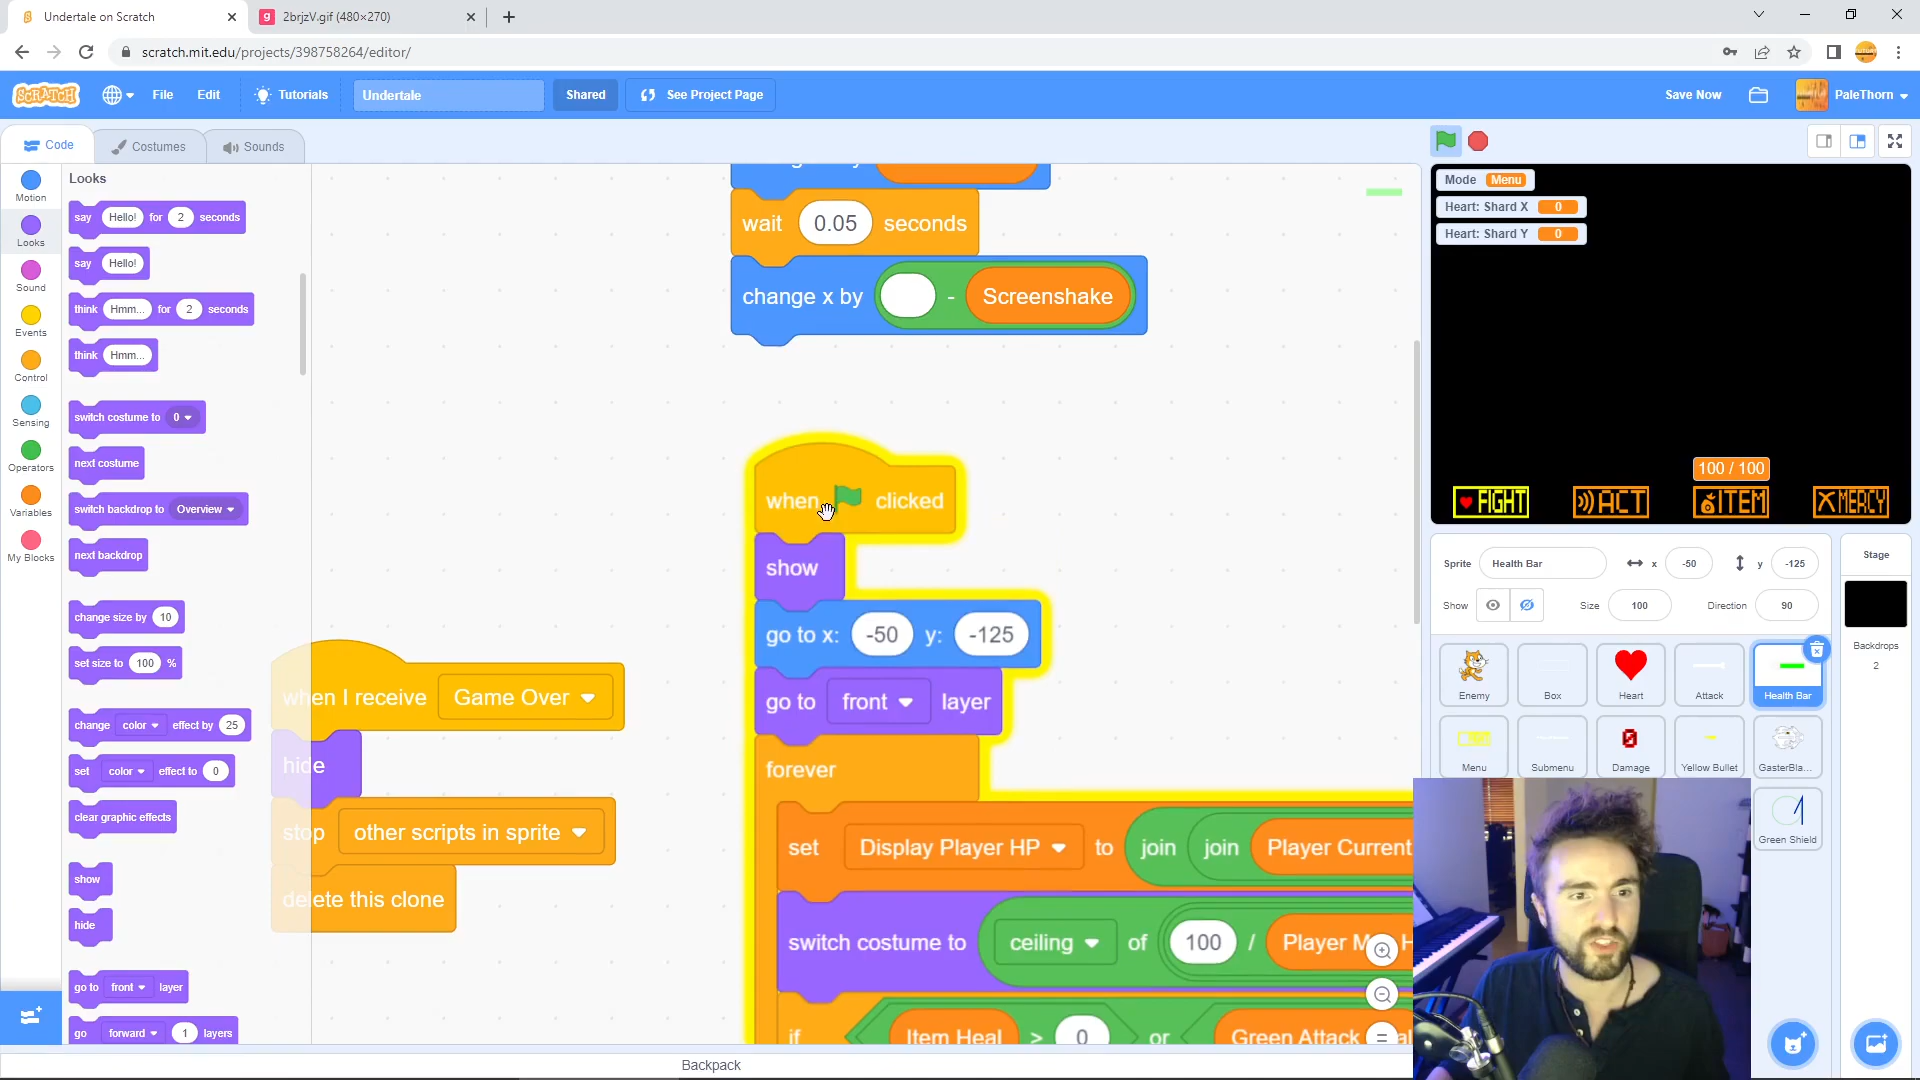 Undertale on Scratch
2brjzV.gif (480×270)
scratch.mit.edu/projects/398758264/editor/
SCRATCH
File
Edit
Tutorials
Undertale
Shared
See Project Page
Save Now
PaleThorn
Code
Costumes
Sounds
Motion
Looks
Sound
Events
Control
Sensing
Operators
Variables
My Blocks
Looks
say Hello! for 2 seconds
say Hello!
think Hmm... for 2 seconds
think Hmm...
switch costume to 0
next costume
switch backdrop to Overview
next backdrop
change size by 10
set size to 100 %
change color effect by 25
set color effect to 0
clear graphic effects
show
hide
go to front layer
go forward 1 layers
wait 0.05 seconds
change x by - Screenshake
when I receive Game Over
hide
stop other scripts in sprite
delete this clone
when clicked
show
go to x: -50 y: -125
go to front layer
forever
set Display Player HP to join join Player Current
switch costume to ceiling of 100 /
if Item Heal > 0 or Green Attack
Backpack
Mode Menu
Heart: Shard X 0
Heart: Shard Y 0
100 / 100
FIGHT
ACT
ITEM
MERCY
Sprite Health Bar x -50 y -125
Show Size 100 Direction 90
Enemy
Box
Heart
Attack
Health Bar
Menu
Submenu
Damage
Yellow Bullet
GasterBla...
Green Shield
Stage
Backdrops
2